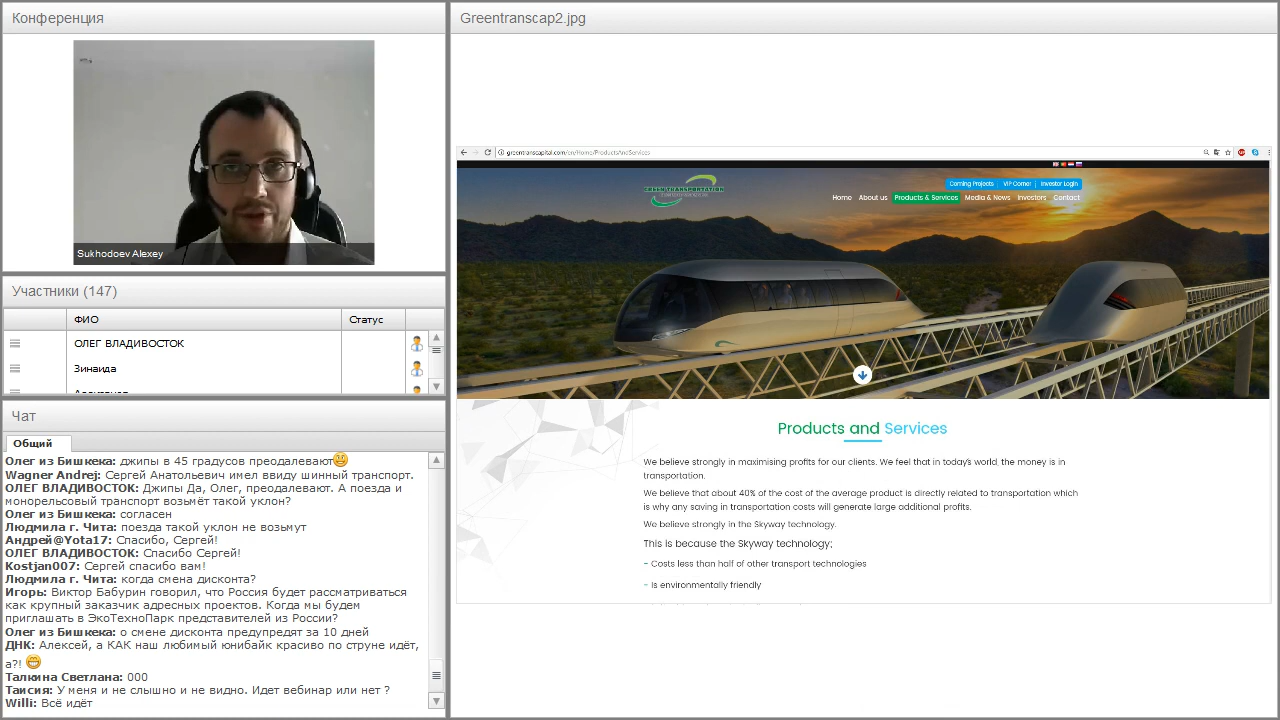 Конференция
Sukhodoev Alexey
Участники (147)
ФИО
Статус
ОЛЕГ ВЛАДИВОСТОК
Зинаида
Чат
Общий
Олег из Бишкека: джипы в 45 градусов преодалевают
Wagner Andrej: Сергей Анатольевич имел ввиду шинный транспорт.
ОЛЕГ ВЛАДИВОСТОК: Джипы Да, Олег, преодалевают. А поезда и
монорельсовый транспорт возьмёт такой уклон?
Олег из Бишкека: согласен
Людмила г. Чита: поезда такой уклон не возьмут
Андрей@Yota17: Спасибо, Сергей!
ОЛЕГ ВЛАДИВОСТОК: Спасибо Сергей!
Kostjan007: Сергей спасибо вам!
Людмила г. Чита: когда смена дисконта?
Игорь: Виктор Бабурин говорил, что Россия будет рассматриваться
как крупный заказчик адресных проектов. Когда мы будем
приглашать в ЭкоТехноПарк представителей из России?
Олег из Бишкека: о смене дисконта предупредят за 10 дней
ДНК: Алексей, а КАК наш любимый юнибайк красиво по струне идёт,
а?!
Талкина Светлана: 000
Таисия: У меня и не слышно и не видно. Идет вебинар или нет ?
Willi: Всё идёт
Greentranscap2.jpg
greentranscapital.com/en/Home/ProductsAndServices
GREEN TRANSPORTATION
Coming Projects
VIP Corner
Investor Login
Home
About us
Products & Services
Media & News
Investors
Contact
Products and Services
We believe strongly in maximising profits for our clients. We feel that in today's world, the money is in
transportation.
We believe that about 40% of the cost of the average product is directly related to transportation which
is why any saving in transportation costs will generate large additional profits.
We believe strongly in the Skyway technology.
This is because the Skyway technology;
- Costs less than half of other transport technologies
- Is environmentally friendly